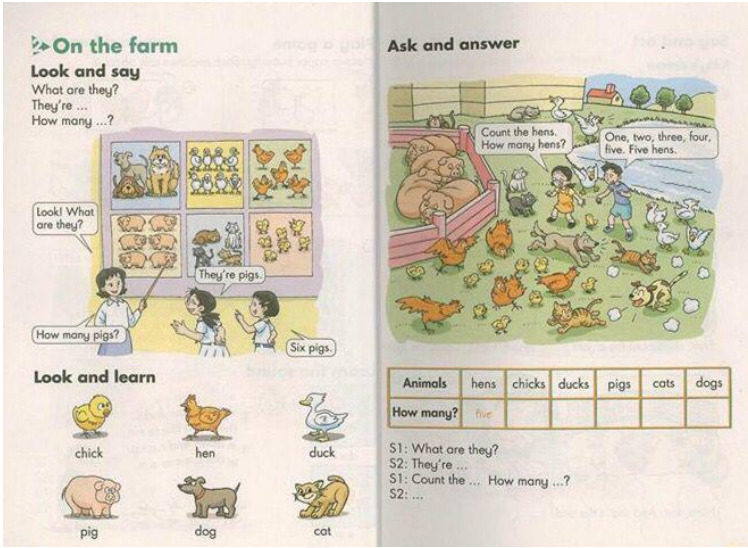 2 On the farm
Look and say
What are they?
They're ...
How many ...?
Look! What
are they?
They're pigs.
How many pigs?
Six pigs.
Look and learn
chick
hen
duck
pig
dog
cat
Ask and answer
Count the hens.
How many hens?
One, two, three, four,
five. Five hens.
Animals hens chicks ducks pigs cats dogs
How many? five
S1: What are they?
S2: They're ...
S1: Count the ... How many ...?
S2: ...